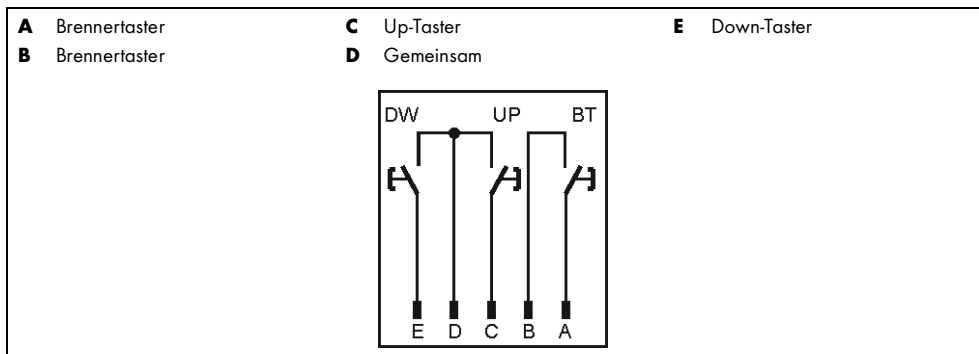 A Brennertaster C Up-Taster E Down-Taster
B Brennertaster D Gemeinsam
DW UP BT
E D C B A